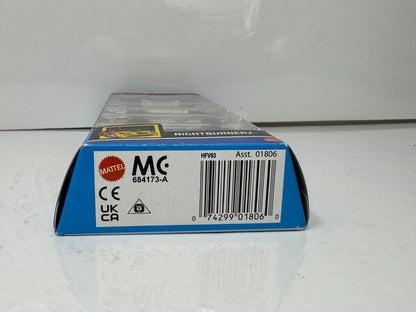 NIGHTBURNERZ
MATTEL
MC
684173-A
HFV93
Asst. 01806
CE
UK
CA
0 74299 01806 0